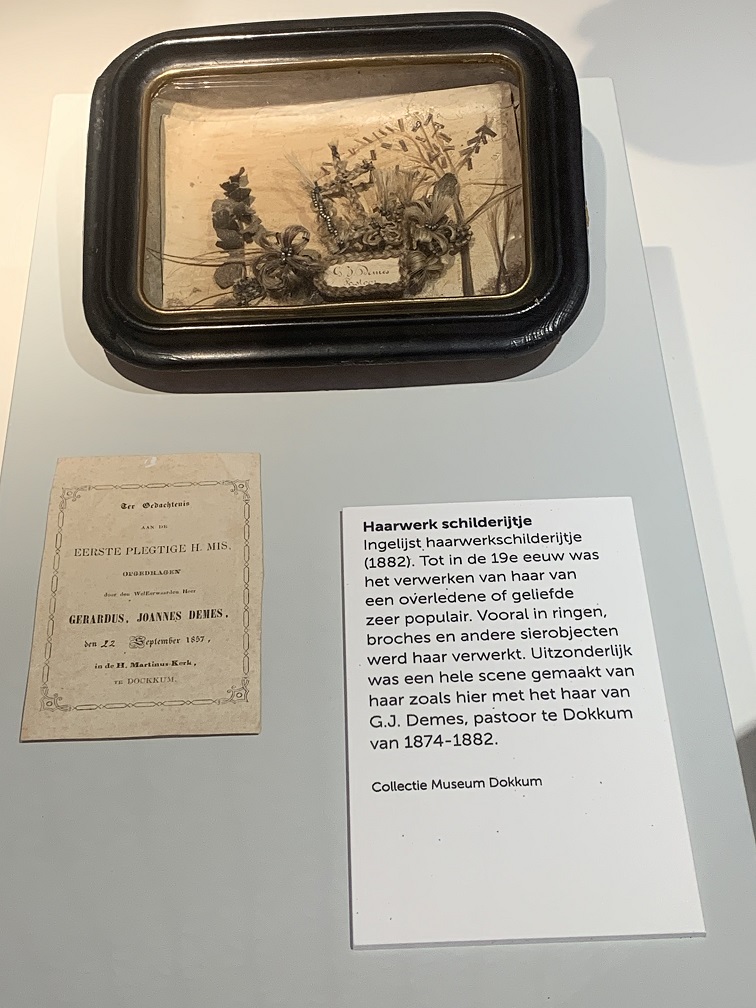 G J Demes
Ter Gedachtenis
AAN DE
EERSTE PLEGTIGE H. MIS,
OPGEDRAGEN
door den WelEerwaarden Heer
GERARDUS, JOANNES DEMES,
den 22 September 1857,
in de H. Martinus-Kerk,
TE DOCKKUM.
Haarwerk schilderijtje
Ingelijst haarwerkschilderijtje
(1882). Tot in de 19e eeuw was
het verwerken van haar van
een overledene of geliefde
zeer populair. Vooral in ringen,
broches en andere sierobjecten
werd haar verwerkt. Uitzonderlijk
was een hele scene gemaakt van
haar zoals hier met het haar van
G.J. Demes, pastoor te Dokkum
van 1874-1882.
Collectie Museum Dokkum